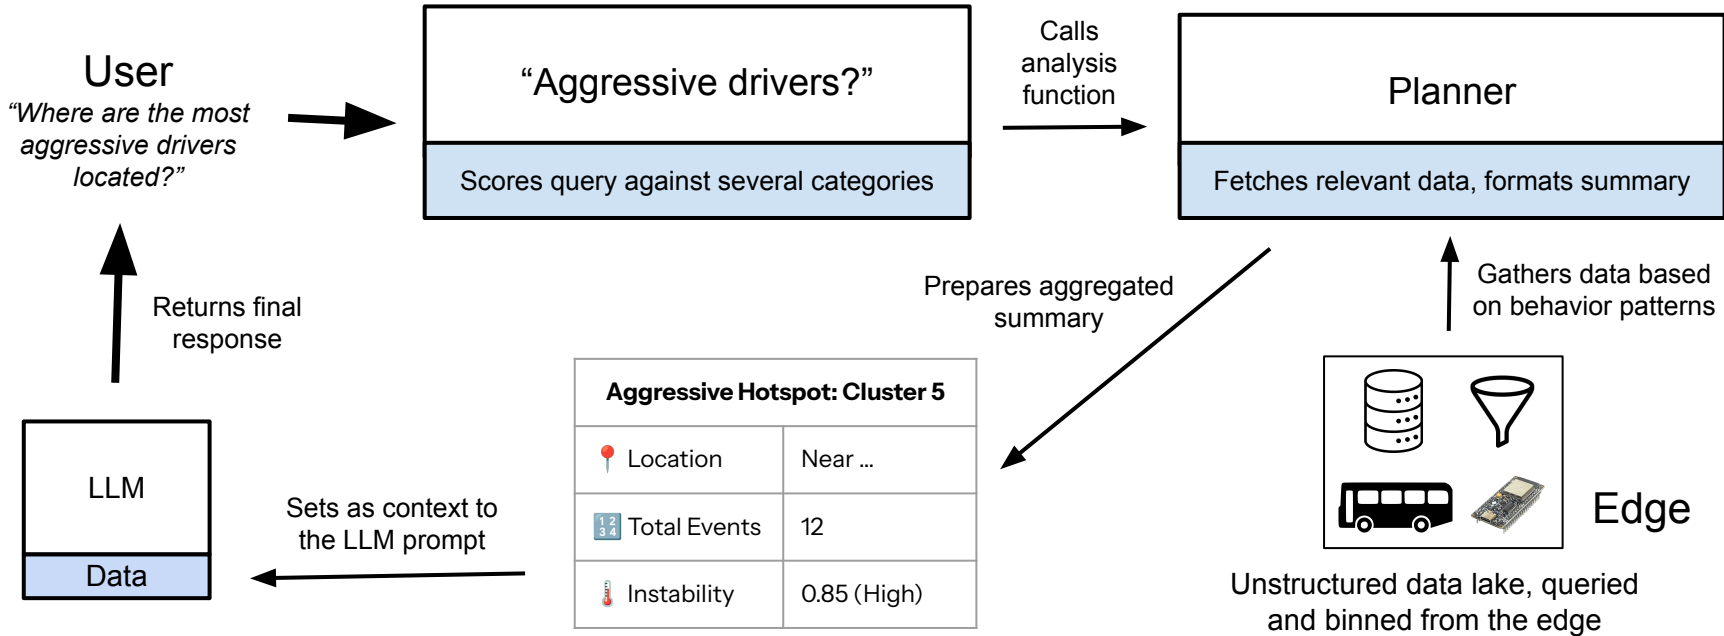 User
“Where are the most
aggressive drivers
located?”
“Aggressive drivers?”
Scores query against several categories
Calls
analysis
function
Planner
Fetches relevant data, formats summary
Gathers data based
on behavior patterns
Edge
Unstructured data lake, queried
and binned from the edge
Prepares aggregated
summary
Aggressive Hotspot: Cluster 5
Location Near ...
Total Events 12
Instability 0.85 (High)
Sets as context to
the LLM prompt
LLM
Data
Returns final
response